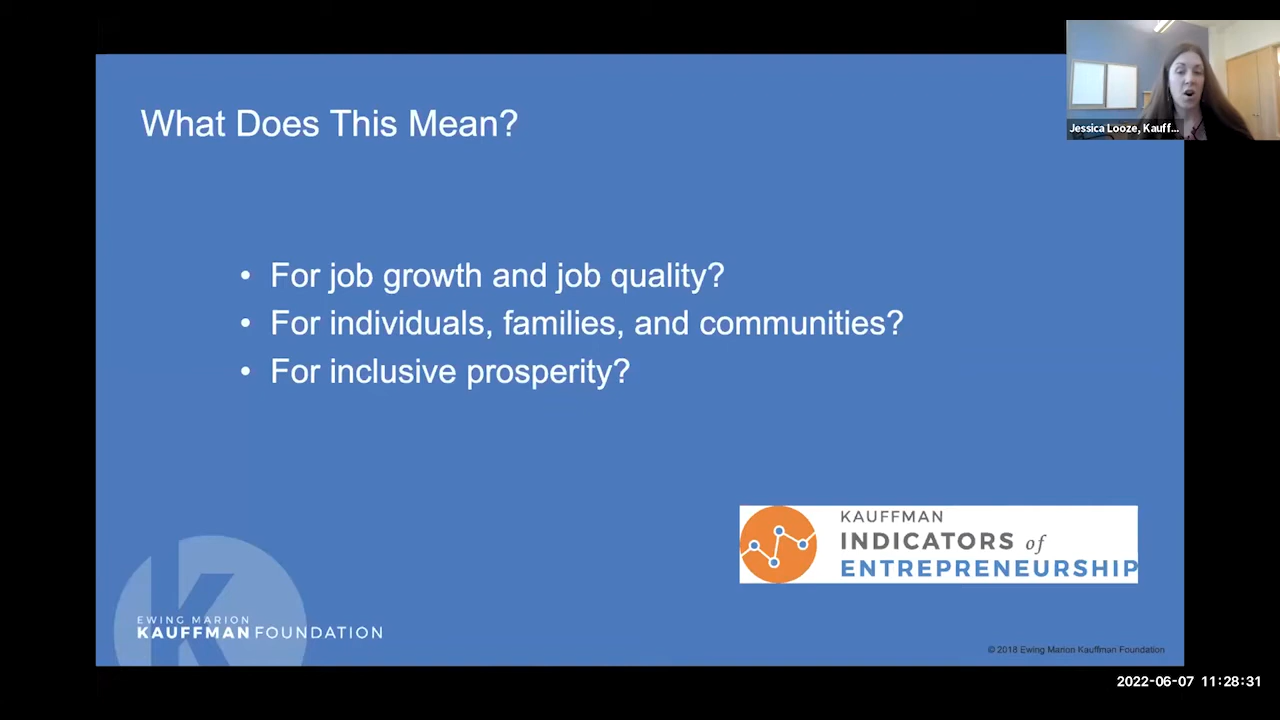 Jessica Looze, Kauff...
What Does This Mean?
• For job growth and job quality?
• For individuals, families, and communities?
• For inclusive prosperity?
KAUFFMAN
INDICATORS of
ENTREPRENEURSHIP
EWING MARION
KAUFFMAN FOUNDATION
© 2018 Ewing Marion Kauffman Foundation
2022-06-07 11:28:31